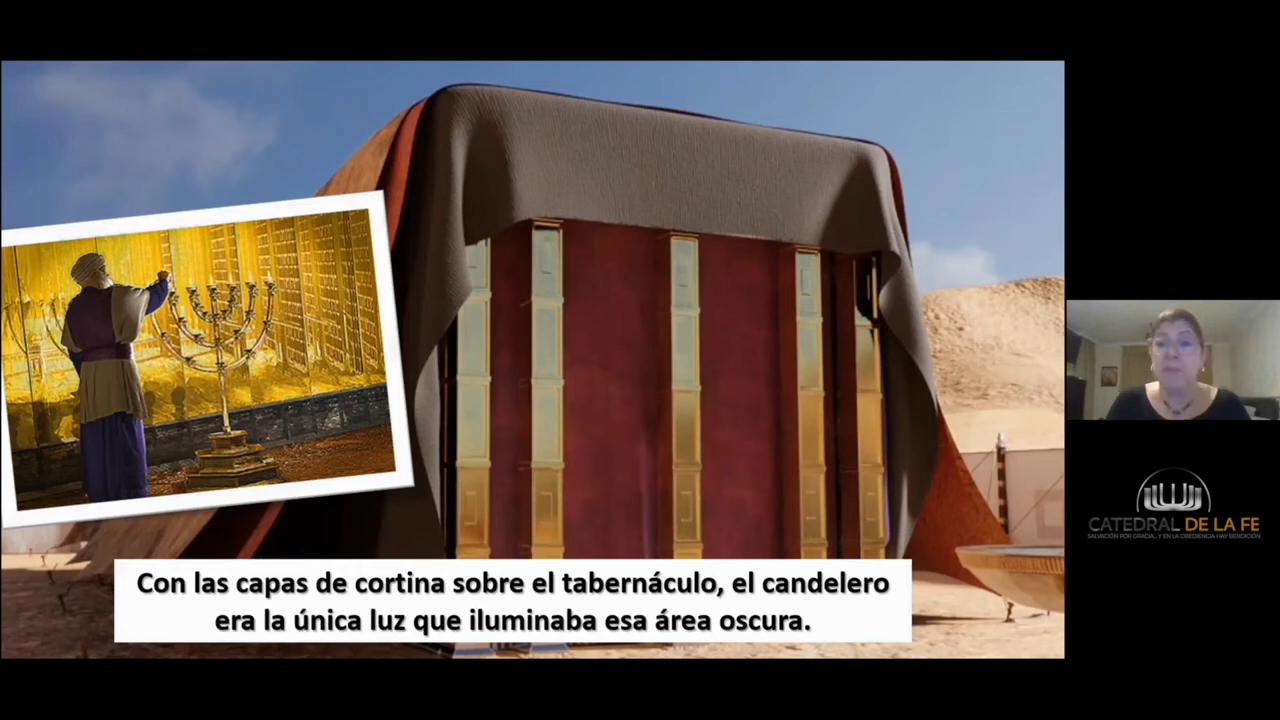 Con las capas de cortina sobre el tabernáculo, el candelero
era la única luz que iluminaba esa área oscura.
CATEDRAL DE LA FE
SALVACIÓN POR GRACIA... Y EN LA OBEDIENCIA HAY BENDICIÓN